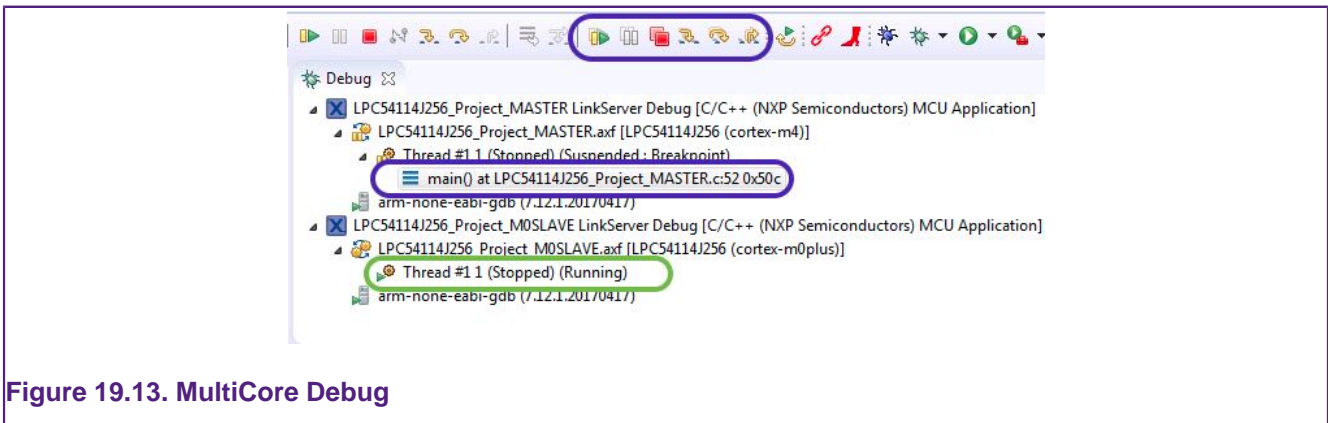 Debug
LPC54114J256_Project_MASTER LinkServer Debug [C/C++ (NXP Semiconductors) MCU Application]
LPC54114J256_Project_MASTER.axf [LPC54114J256 (cortex-m4)]
Thread #1 1 (Stopped) (Suspended : Breakpoint)
main() at LPC54114J256_Project_MASTER.c:52 0x50c
arm-none-eabi-gdb (7.12.1.20170417)
LPC54114J256_Project_M0SLAVE LinkServer Debug [C/C++ (NXP Semiconductors) MCU Application]
LPC54114J256_Project_M0SLAVE.axf [LPC54114J256 (cortex-m0plus)]
Thread #1 1 (Stopped) (Running)
arm-none-eabi-gdb (7.12.1.20170417)
Figure 19.13. MultiCore Debug